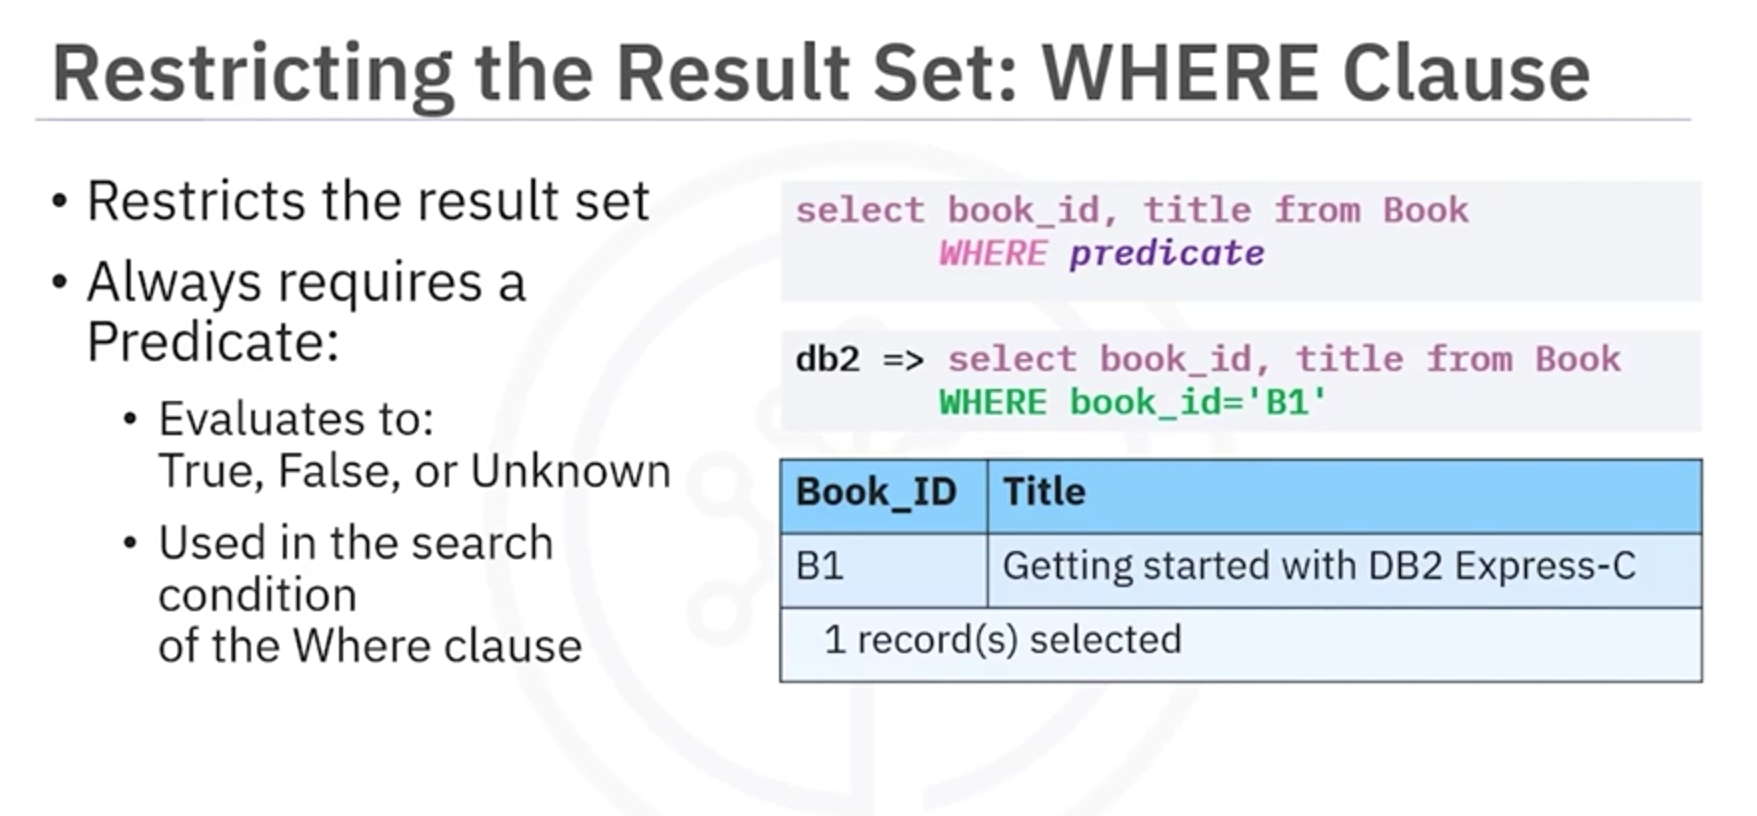 Restricting the Result Set: WHERE Clause
• Restricts the result set
• Always requires a
Predicate:
• Evaluates to:
True, False, or Unknown
• Used in the search
condition
of the Where clause
select book_id, title from Book
WHERE predicate
db2 => select book_id, title from Book
WHERE book_id='B1'
Book_ID Title
B1 Getting started with DB2 Express-C
1 record(s) selected